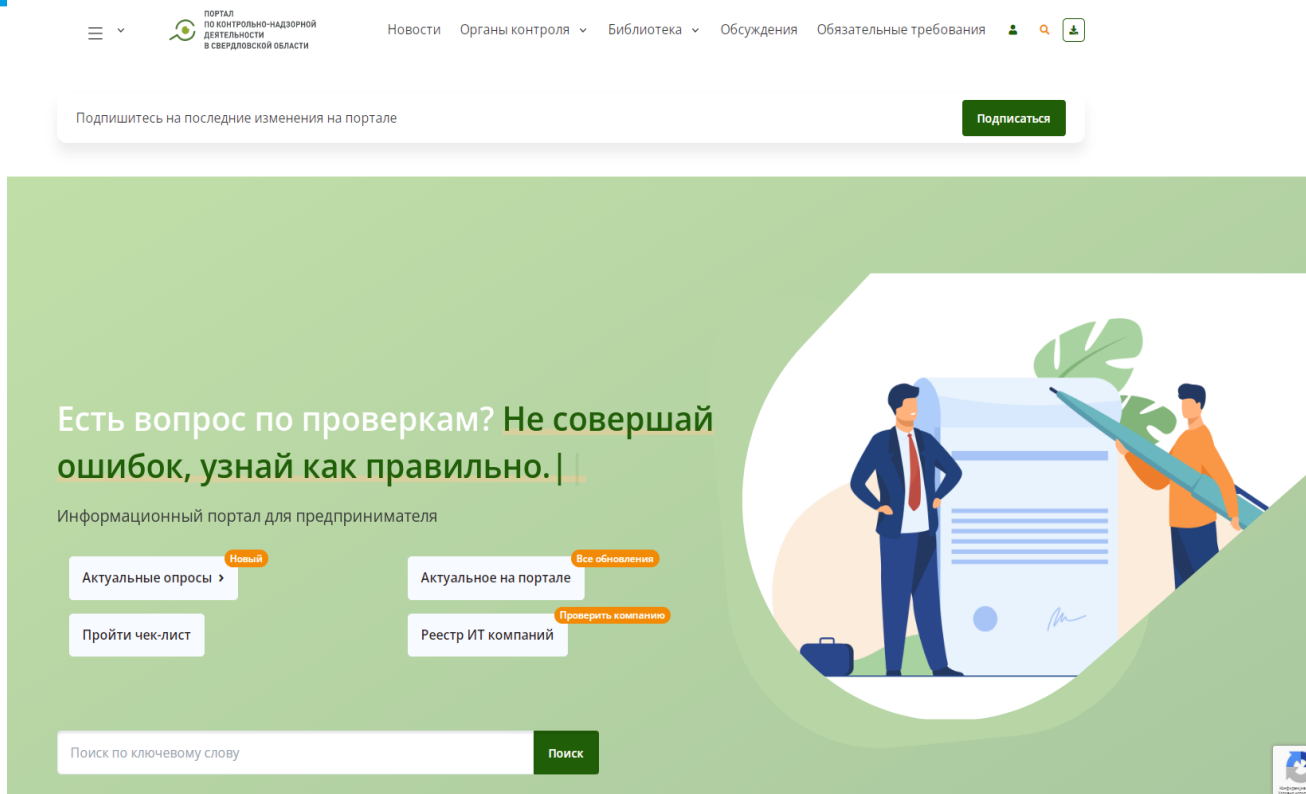 ПОРТАЛ
ПО КОНТРОЛЬНО-НАДЗОРНОЙ
ДЕЯТЕЛЬНОСТИ
В СВЕРДЛОВСКОЙ ОБЛАСТИ
Новости Органы контроля Библиотека Обсуждения Обязательные требования
Подпишитесь на последние изменения на портале
Подписаться
Есть вопрос по проверкам? Не совершай
ошибок, узнай как правильно.
Информационный портал для предпринимателя
Новый
Актуальные опросы
Все обновления
Актуальное на портале
Пройти чек-лист
Проверить компанию
Реестр ИТ компаний
Поиск по ключевому слову
Поиск